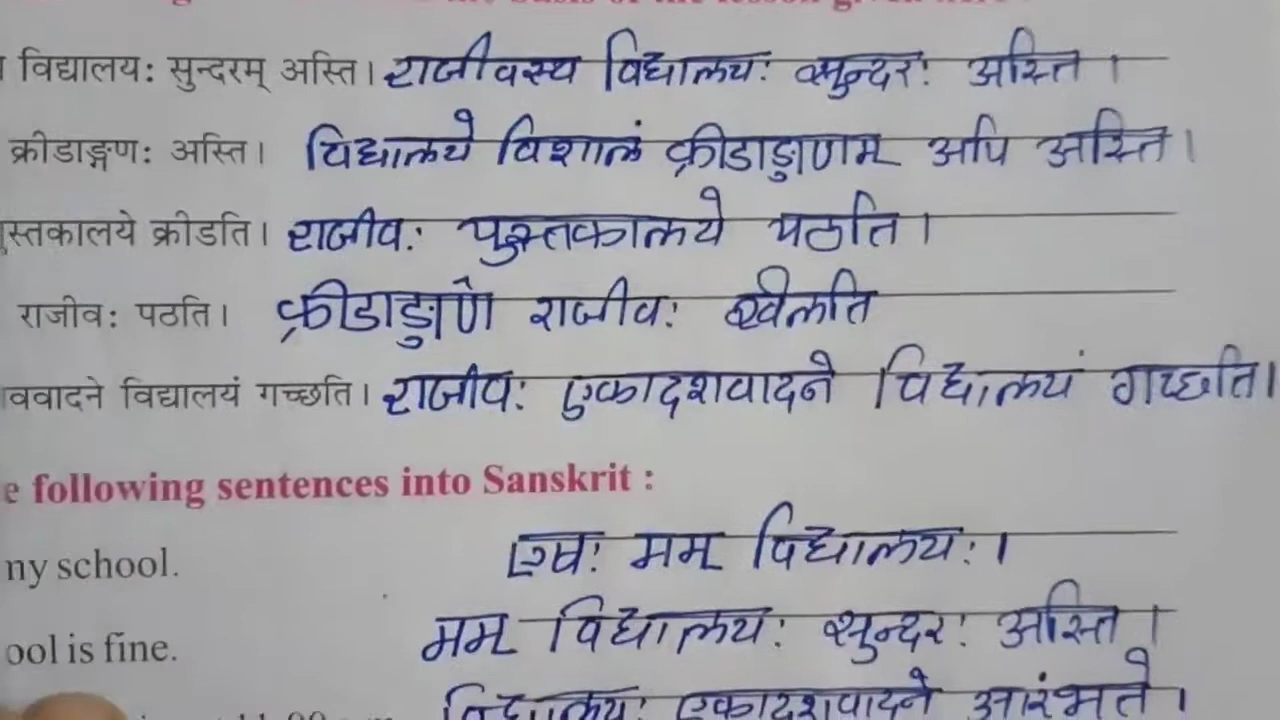 विद्यालयः सुन्दरम् अस्ति। राजीवस्य विद्यालयः सुन्दरः अस्ति।
क्रीडाङ्गणः अस्ति। विद्यालये विशालं क्रीडाङ्गणम् अपि अस्ति।
स्तकालये क्रीडति। राजीवः पुस्तकालये पठति।
राजीवः पठति। क्रीडाङ्गणे राजीवः खेलति
ववादने विद्यालयं गच्छति। राजीवः एकादशवादने विद्यालयं गच्छति।
e following sentences into Sanskrit :
ny school. एषः मम् विद्यालयः।
ool is fine. मम् विद्यालयः सुन्दरः अस्ति।
विद्यालयः एकादशवादने आरंभते।